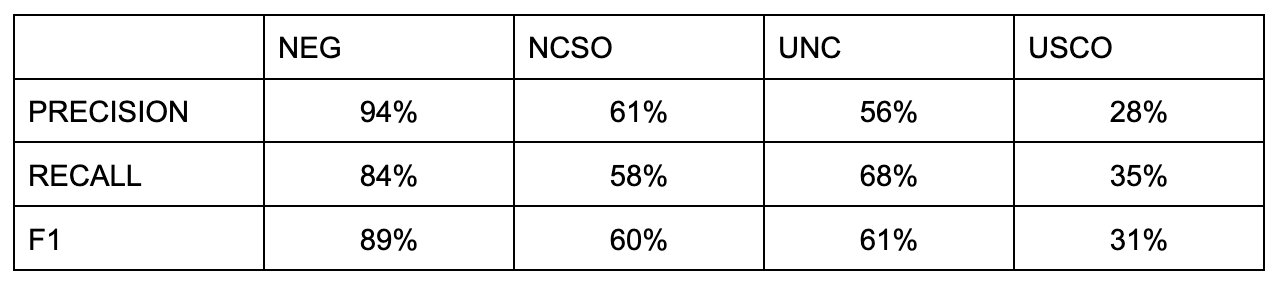 NEG NCSO UNC USCO
PRECISION 94% 61% 56% 28%
RECALL 84% 58% 68% 35%
F1 89% 60% 61% 31%